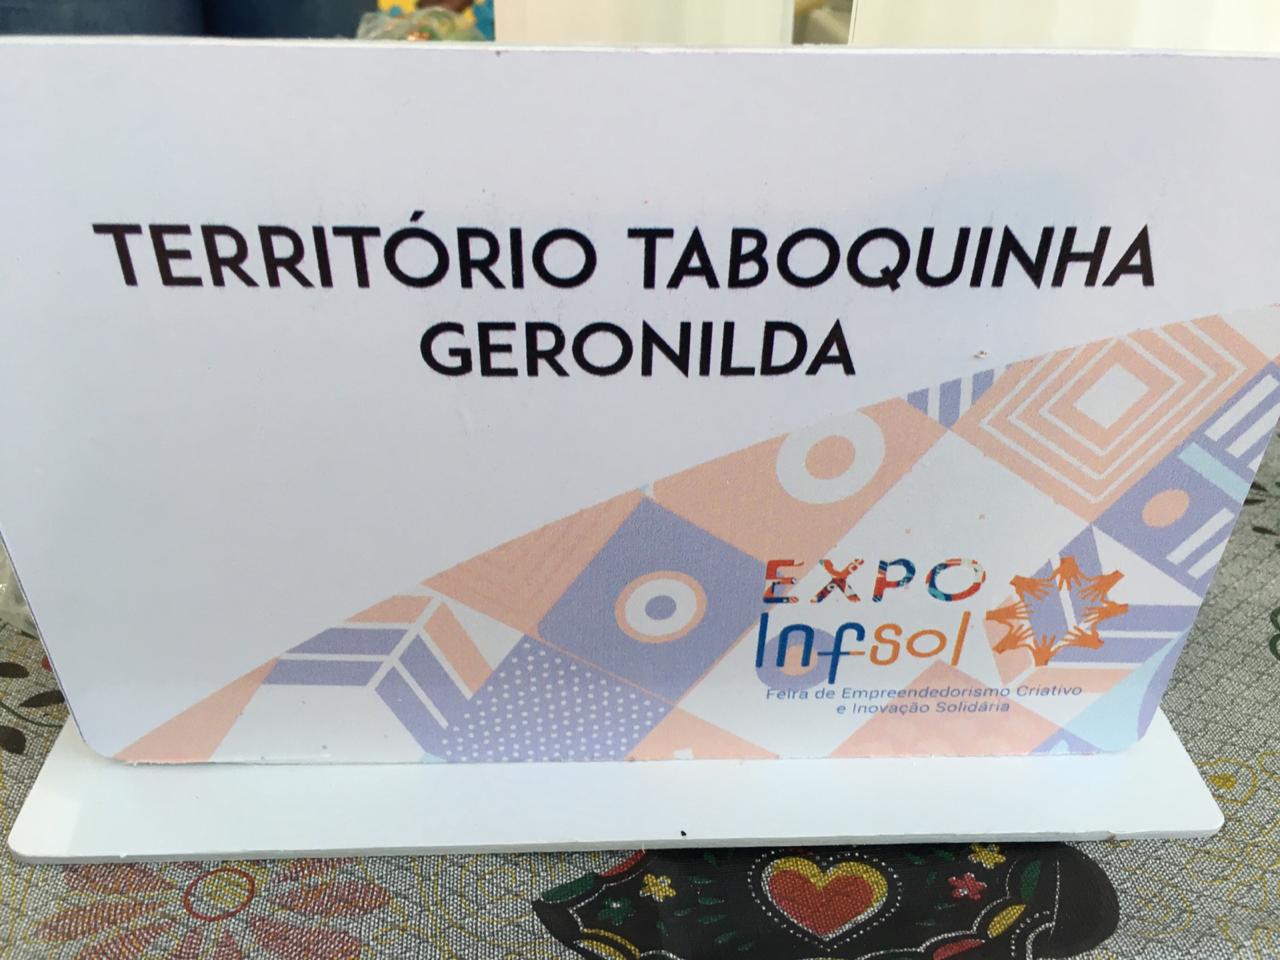 TERRITÓRIO TABOQUINHA
GERONILDA
EXPO
InfSol
Feira de Empreendedorismo Criativo
e Inovação Solidária